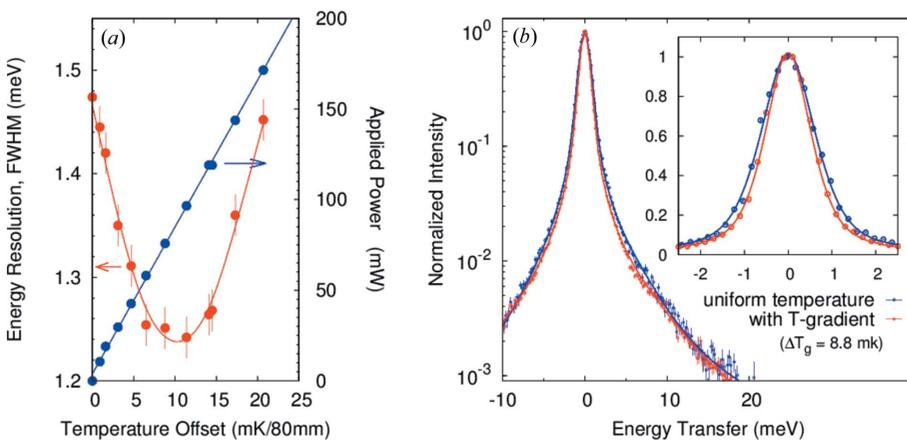 (a)
Energy Resolution, FWHM (meV)
1.5
1.4
1.3
1.2
200
150
100
50
0
Applied Power (mW)
0 5 10 15 20 25
Temperature Offset (mK/80mm)
(b)
Normalized Intensity
10^0
10^-1
10^-2
10^-3
-10 0 10 20
Energy Transfer (meV)
1
0.8
0.6
0.4
0.2
0
-2 -1 0 1 2
uniform temperature
with T-gradient
(ΔT_g = 8.8 mk)